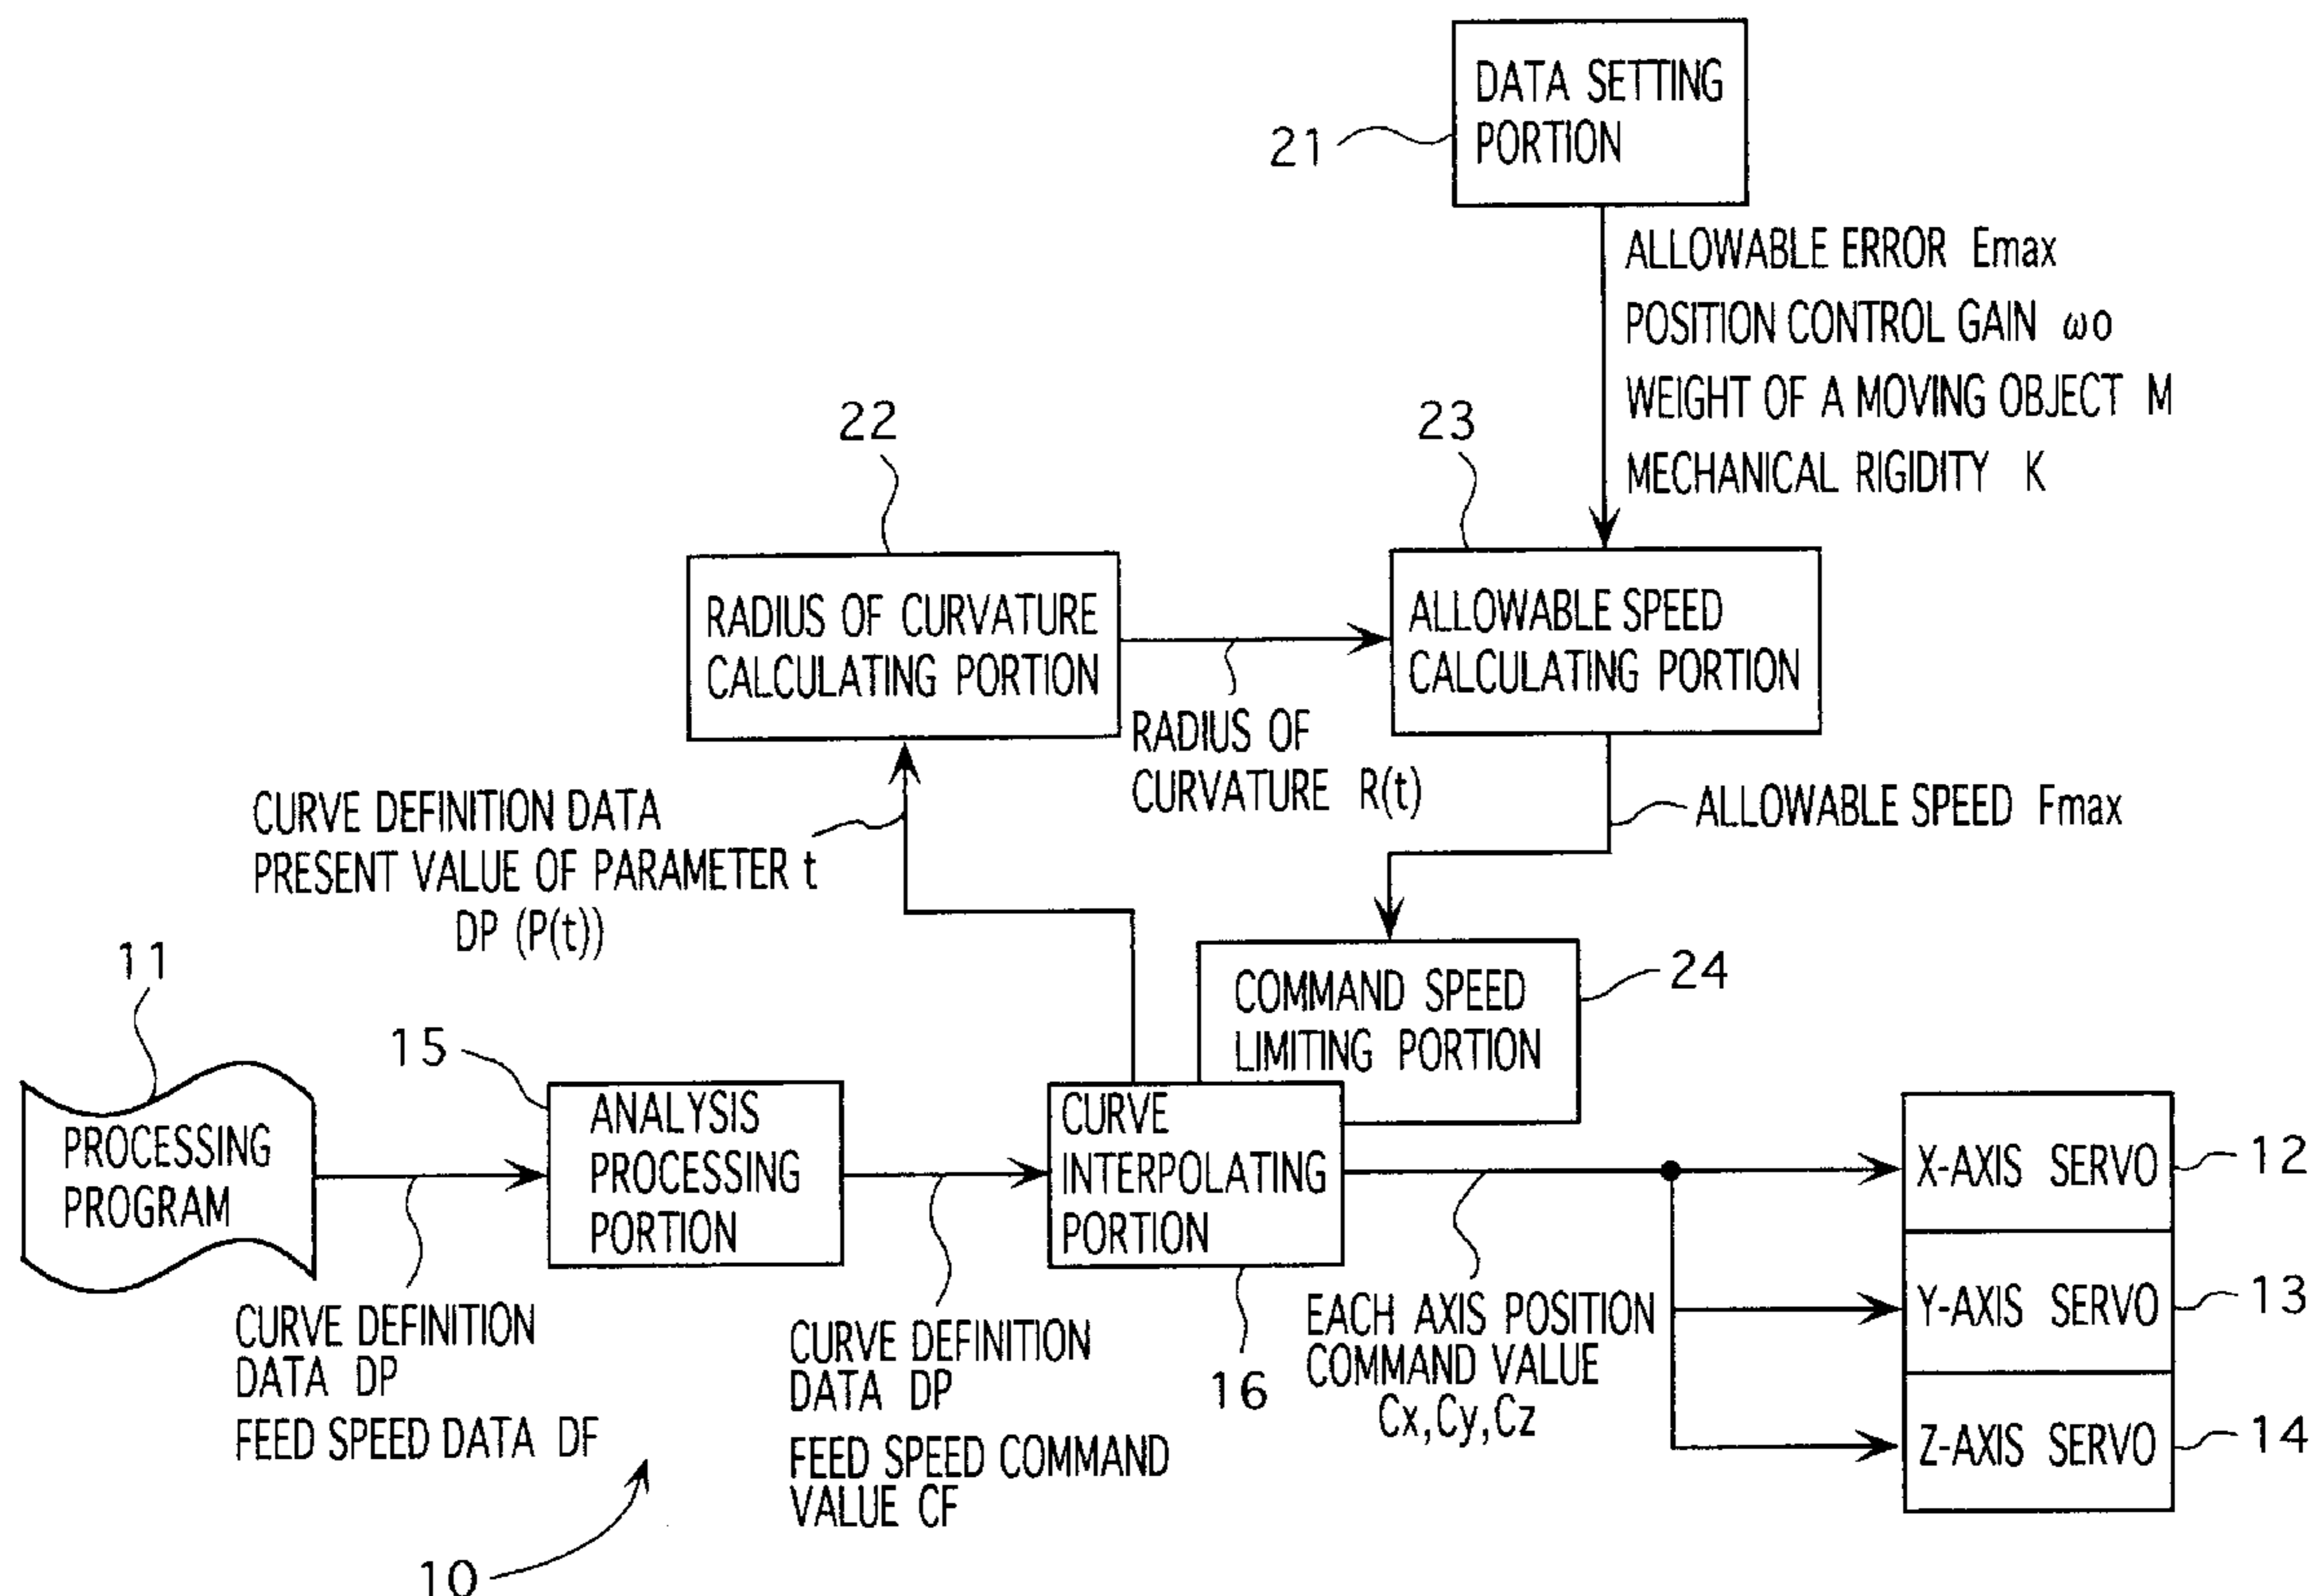 DATA SETTING
PORTION
21
ALLOWABLE ERROR Emax
POSITION CONTROL GAIN ωo
WEIGHT OF A MOVING OBJECT M
MECHANICAL RIGIDITY K
22
23
RADIUS OF CURVATURE
CALCULATING PORTION
ALLOWABLE SPEED
CALCULATING PORTION
RADIUS OF
CURVATURE R(t)
CURVE DEFINITION DATA
PRESENT VALUE OF PARAMETER t
DP (P(t))
ALLOWABLE SPEED Fmax
COMMAND SPEED
LIMITING PORTION
24
11
PROCESSING
PROGRAM
15
ANALYSIS
PROCESSING
PORTION
CURVE
INTERPOLATING
PORTION
16
X-AXIS SERVO
12
Y-AXIS SERVO
13
Z-AXIS SERVO
14
CURVE DEFINITION
DATA DP
FEED SPEED DATA DF
CURVE DEFINITION
DATA DP
FEED SPEED COMMAND
VALUE CF
EACH AXIS POSITION
COMMAND VALUE
Cx,Cy,Cz
10